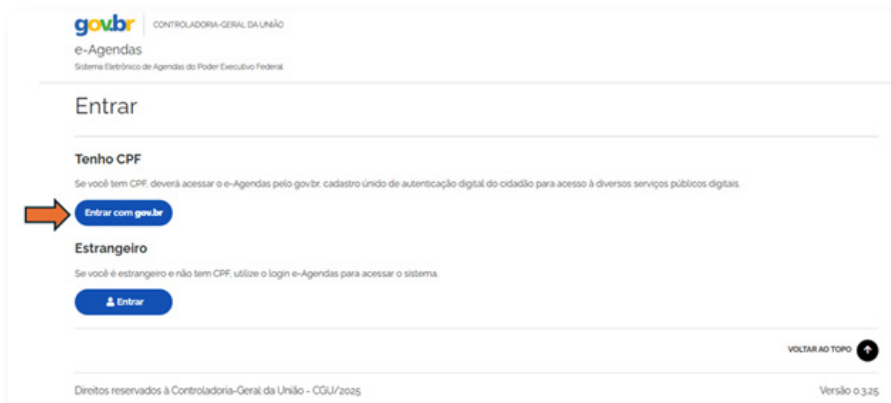 gov.br CONTROLADORIA-GERAL DA UNIÃO
e-Agendas
Sistema Eletrônico de Agendas do Poder Executivo Federal
Entrar
Tenho CPF
Se você tem CPF, deverá acessar o e-Agendas pelo gov.br, cadastro únido de autenticação digital do cidadão para acesso à diversos serviços públicos digitais.
Entrar com gov.br
Estrangeiro
Se você é estrangeiro e não tem CPF, utilize o login e-Agendas para acessar o sistema.
Entrar
VOLTAR AO TOPO
Direitos reservados à Controladoria-Geral da União - CGU/2025 Versão 0.3.25